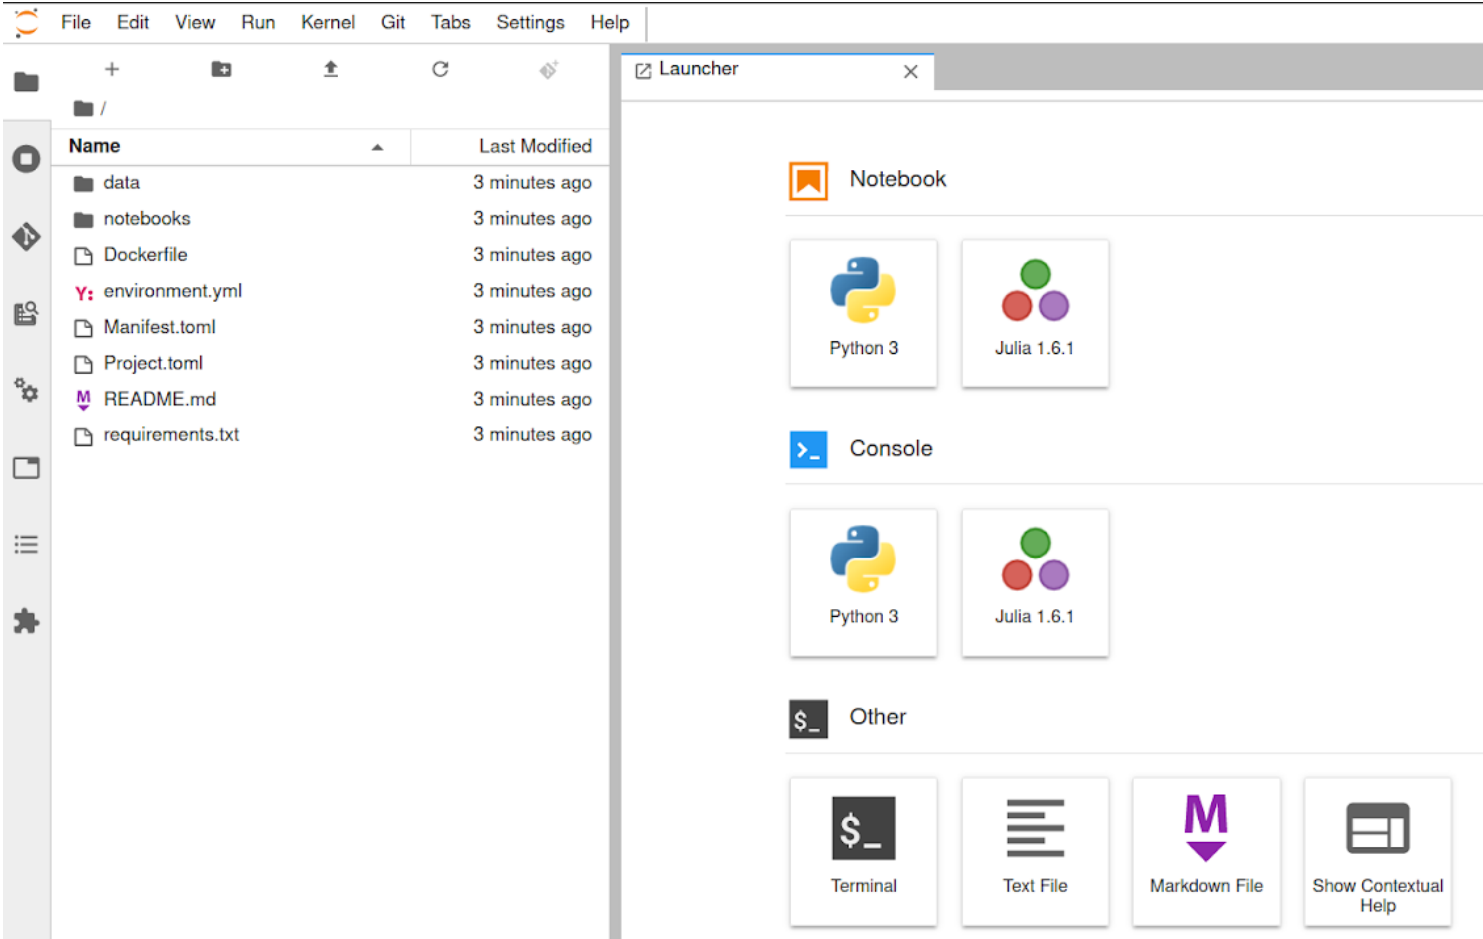 File Edit View Run Kernel Git Tabs Settings Help
Launcher
/
Name Last Modified
data 3 minutes ago
notebooks 3 minutes ago
Dockerfile 3 minutes ago
Y: environment.yml 3 minutes ago
Manifest.toml 3 minutes ago
Project.toml 3 minutes ago
M README.md 3 minutes ago
requirements.txt 3 minutes ago
Notebook
Python 3 Julia 1.6.1
>_ Console
Python 3 Julia 1.6.1
$_ Other
$_ M
Terminal Text File Markdown File Show Contextual
Help